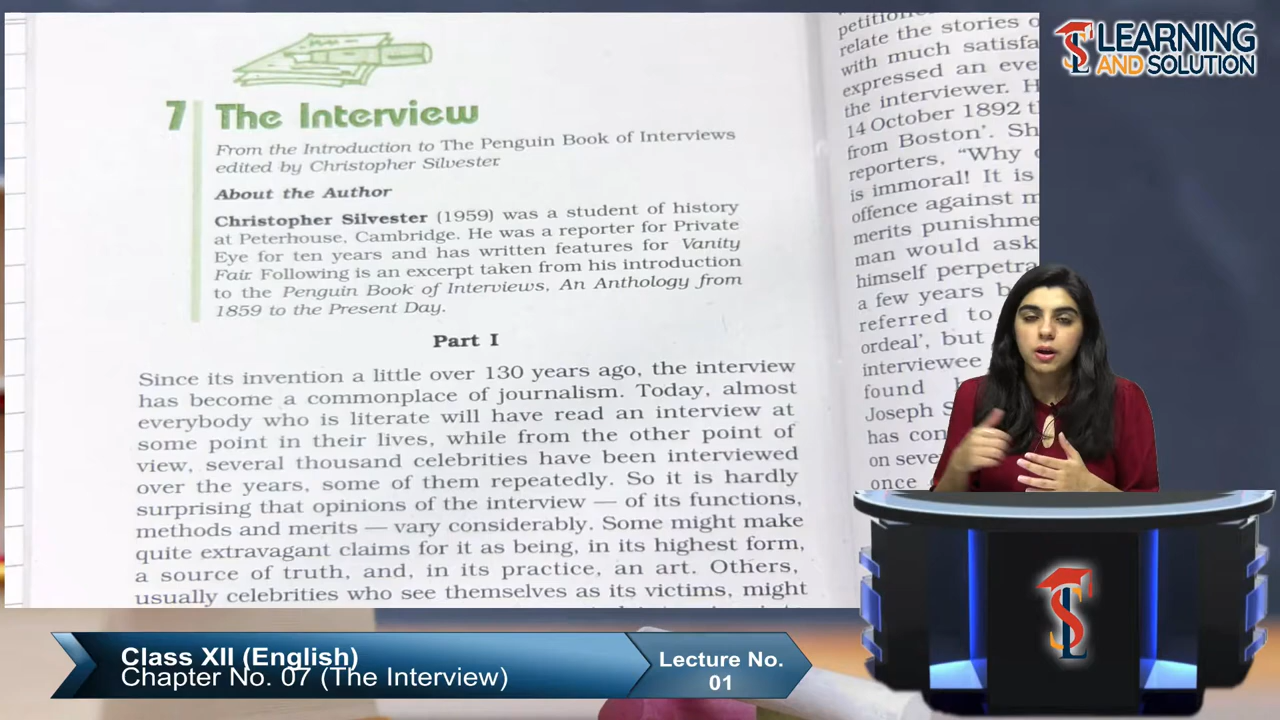 7 The Interview
From the Introduction to The Penguin Book of Interviews
edited by Christopher Silvester
About the Author
Christopher Silvester (1959) was a student of history
at Peterhouse, Cambridge. He was a reporter for Private
Eye for ten years and has written features for Vanity
Fair. Following is an excerpt taken from his introduction
to the Penguin Book of Interviews, An Anthology from
1859 to the Present Day.
Part I
Since its invention a little over 130 years ago, the interview
has become a commonplace of journalism. Today, almost
everybody who is literate will have read an interview at
some point in their lives, while from the other point of
view, several thousand celebrities have been interviewed
over the years, some of them repeatedly. So it is hardly
surprising that opinions of the interview — of its functions,
methods and merits — vary considerably. Some might make
quite extravagant claims for it as being, in its highest form,
a source of truth, and, in its practice, an art. Others,
usually celebrities who see themselves as its victims, might
relate the stories o
with much satisfa
expressed an eve
the interviewer. H
14 October 1892 t
from Boston'. Sh
reporters, "Why
is immoral! It is
offence against m
merits punishme
man would ask
himself perpetra
a few years b
referred to
ordeal', but
interviewee
found
Joseph S
has con
on seve
once
LEARNING
AND SOLUTION
Class XII (English)
Chapter No. 07 (The Interview)
Lecture No.
01